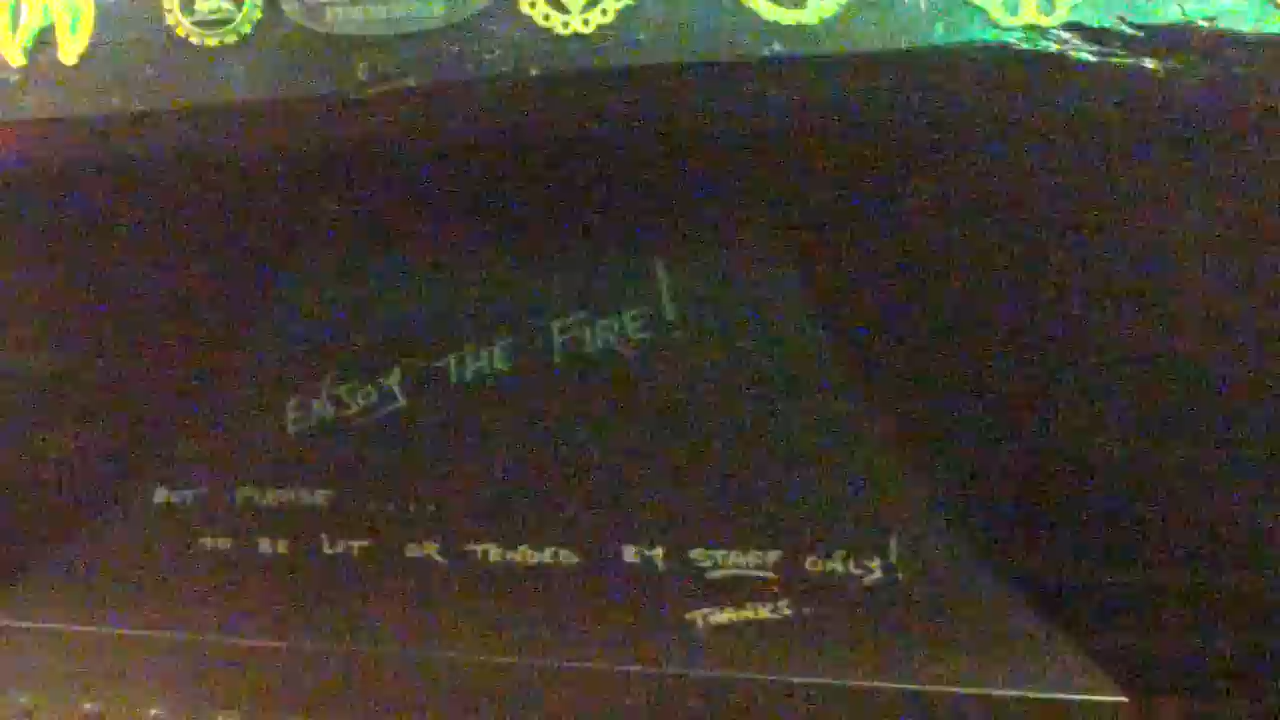 ENJOY THE FIRE!
BUT PLEASE .....
TO BE LIT OR TENDED BY STAFF ONLY!
THANKS.